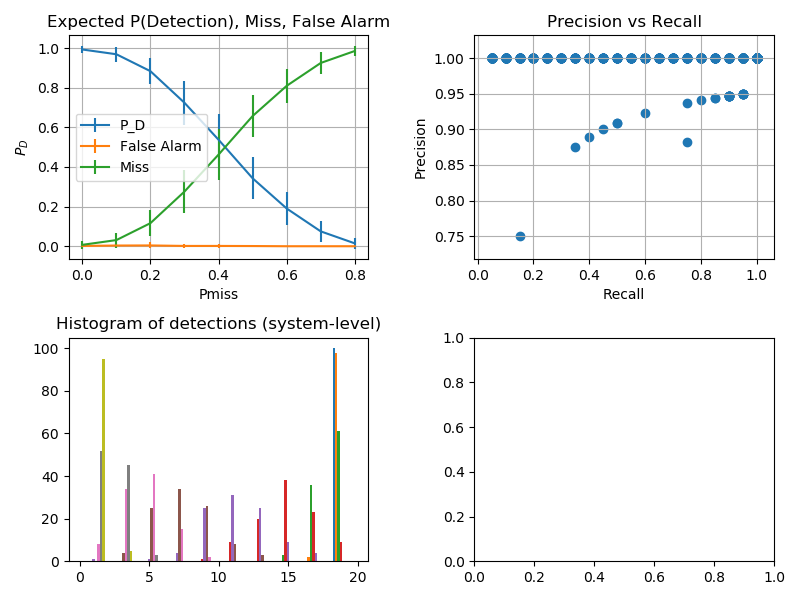 Expected P(Detection), Miss, False Alarm
1.0
0.8
0.6
0.4
0.2
0.0
P_D
P_D
False Alarm
Miss
0.0 0.2 0.4 0.6 0.8
Pmiss
Precision vs Recall
1.00
0.95
0.90
0.85
0.80
0.75
Precision
0.0 0.2 0.4 0.6 0.8 1.0
Recall
Histogram of detections (system-level)
100
80
60
40
20
0
0 5 10 15 20
1.0
0.8
0.6
0.4
0.2
0.0
0.0 0.2 0.4 0.6 0.8 1.0